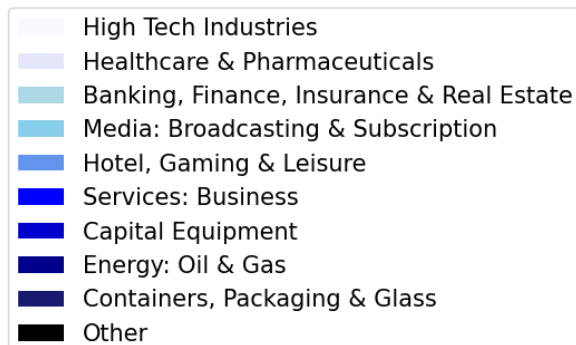 High Tech Industries
Healthcare & Pharmaceuticals
Banking, Finance, Insurance & Real Estate
Media: Broadcasting & Subscription
Hotel, Gaming & Leisure
Services: Business
Capital Equipment
Energy: Oil & Gas
Containers, Packaging & Glass
Other